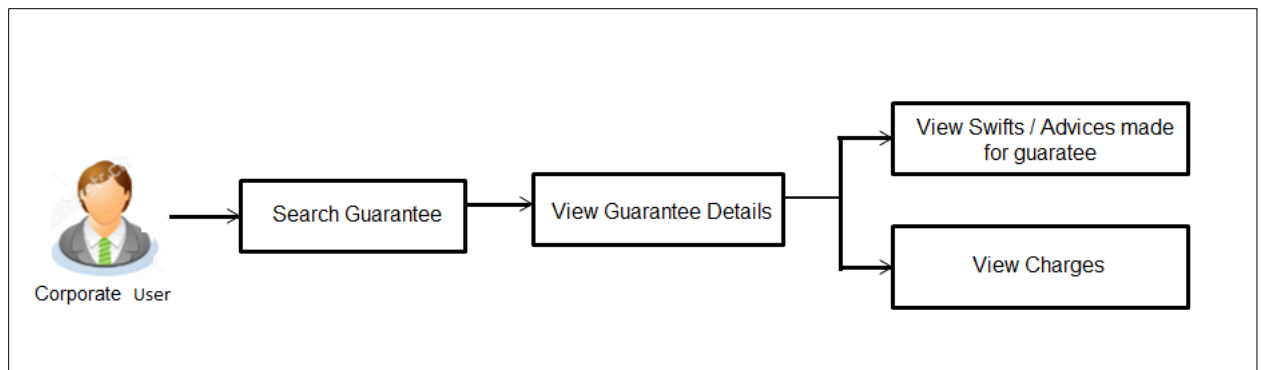 Corporate User
Search Guarantee
View Guarantee Details
View Swifts / Advices made
for guaratee
View Charges